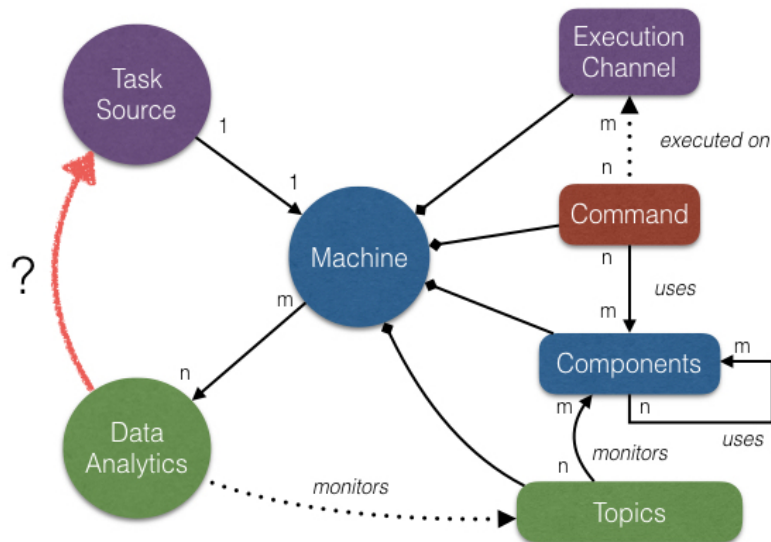 Execution
Channel
Task
Source
1
m
executed on
n
1
Command
Machine
n
uses
m
m
m
Components
n
m
n
Data
Analytics
monitors
uses
n
monitors
Topics
?